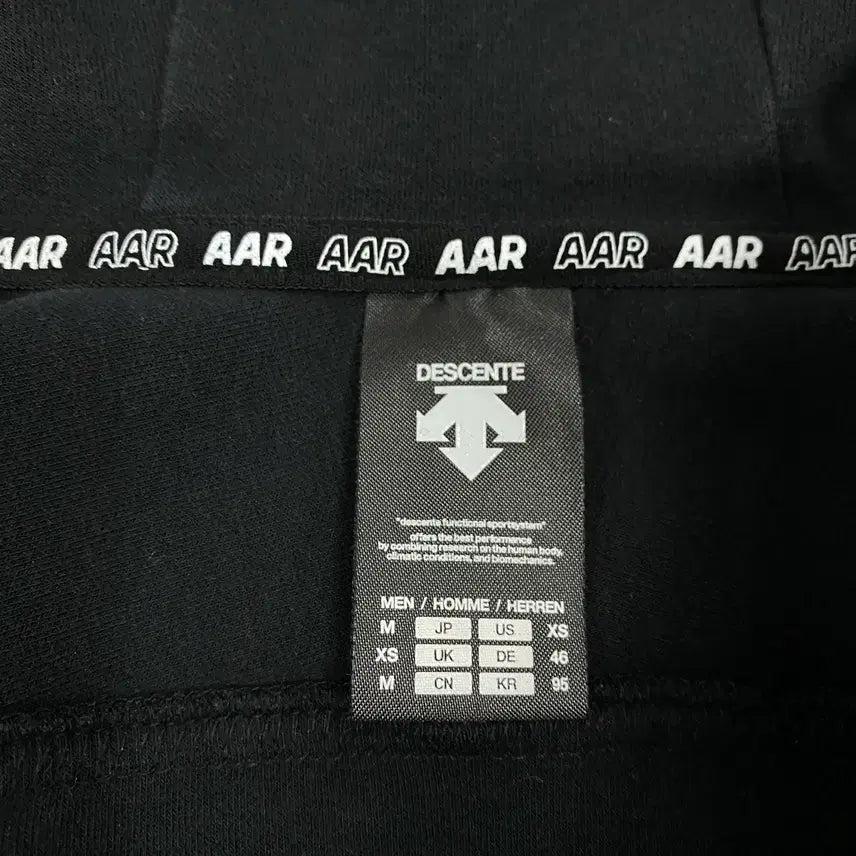 AAR AAR AAR AAR AAR AAR AAR AAR
DESCENTE
"descente functional sportsystem"
offers the best performance
by combining research on the human body,
climatic conditions, and biomechanics.
MEN / HOMME / HERREN
M JP US XS
XS UK DE 46
M CN KR 95